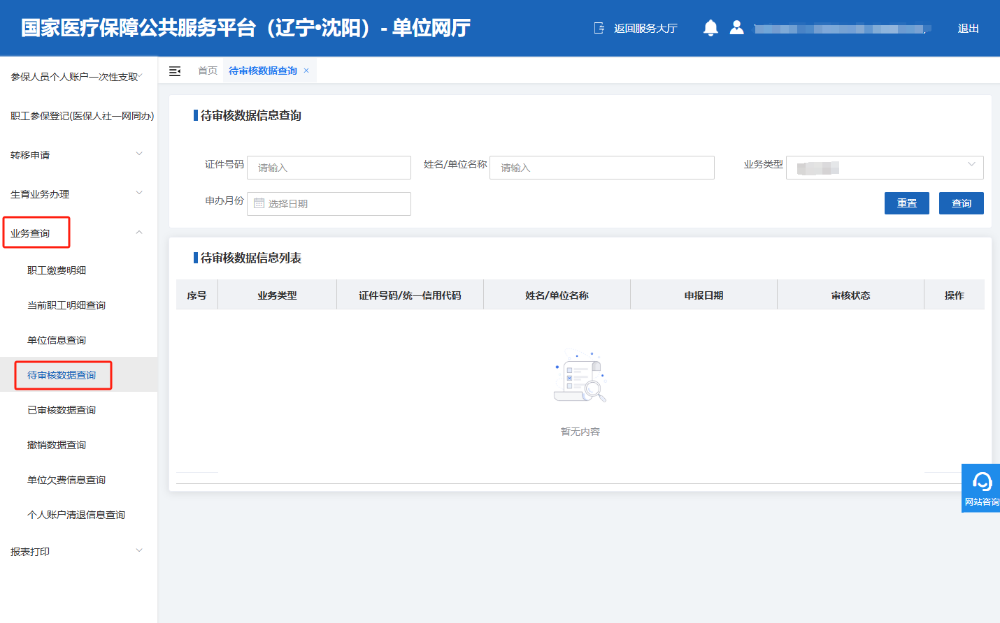 国家医疗保障公共服务平台（辽宁•沈阳）- 单位网厅
返回服务大厅
退出
参保人员个人账户一次性支取
职工参保登记(医保人社一网同办)
转移申请
生育业务办理
业务查询
职工缴费明细
当前职工明细查询
单位信息查询
待审核数据查询
已审核数据查询
撤销数据查询
单位欠费信息查询
个人账户清退信息查询
报表打印
首页 待审核数据查询 ×
待审核数据信息查询
证件号码 请输入 姓名/单位名称 请输入 业务类型
申办月份 选择日期 重置 查询
待审核数据信息列表
序号 业务类型 证件号码/统一信用代码 姓名/单位名称 申报日期 审核状态 操作
暂无内容
网站咨询